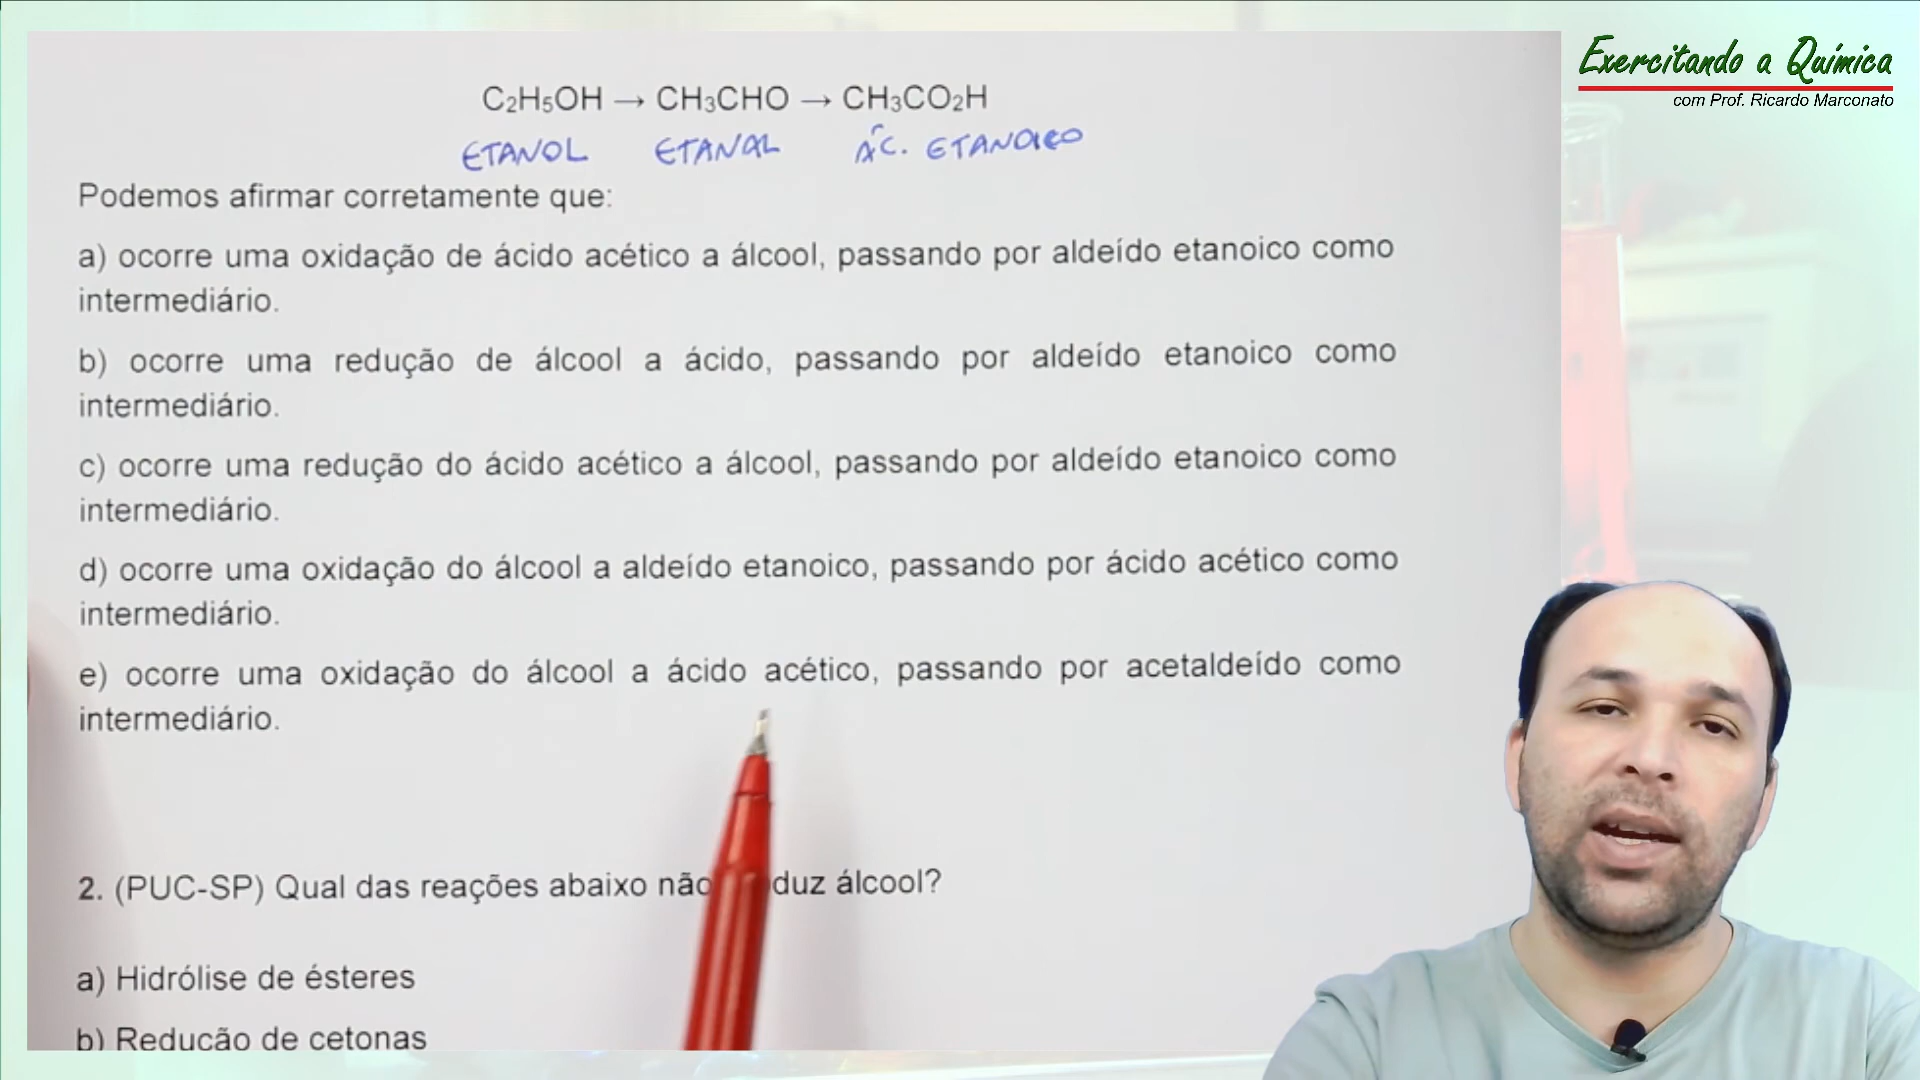 Exercitando a Química
com Prof. Ricardo Marconato
C₂H₅OH → CH₃CHO → CH₃CO₂H
ETANOL ETANAL ÁC. ETANOICO
Podemos afirmar corretamente que:
a) ocorre uma oxidação de ácido acético a álcool, passando por aldeído etanoico como
intermediário.
b) ocorre uma redução de álcool a ácido, passando por aldeído etanoico como
intermediário.
c) ocorre uma redução do ácido acético a álcool, passando por aldeído etanoico como
intermediário.
d) ocorre uma oxidação do álcool a aldeído etanoico, passando por ácido acético como
intermediário.
e) ocorre uma oxidação do álcool a ácido acético, passando por acetaldeído como
intermediário.
2. (PUC-SP) Qual das reações abaixo não duz álcool?
a) Hidrólise de ésteres
b) Redução de cetonas